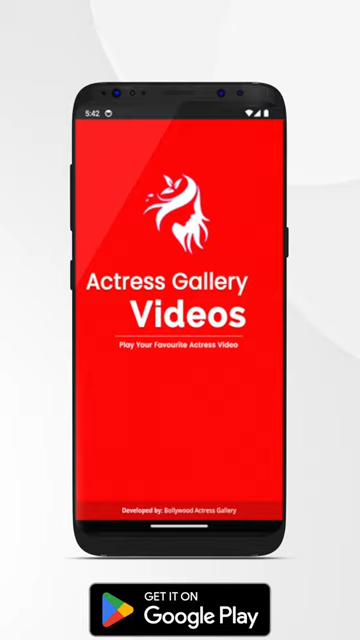 5:42
Actress Gallery
Videos
Play Your Favourite Actress Video
Developed by: Bollywood Actress Gallery
GET IT ON
Google Play